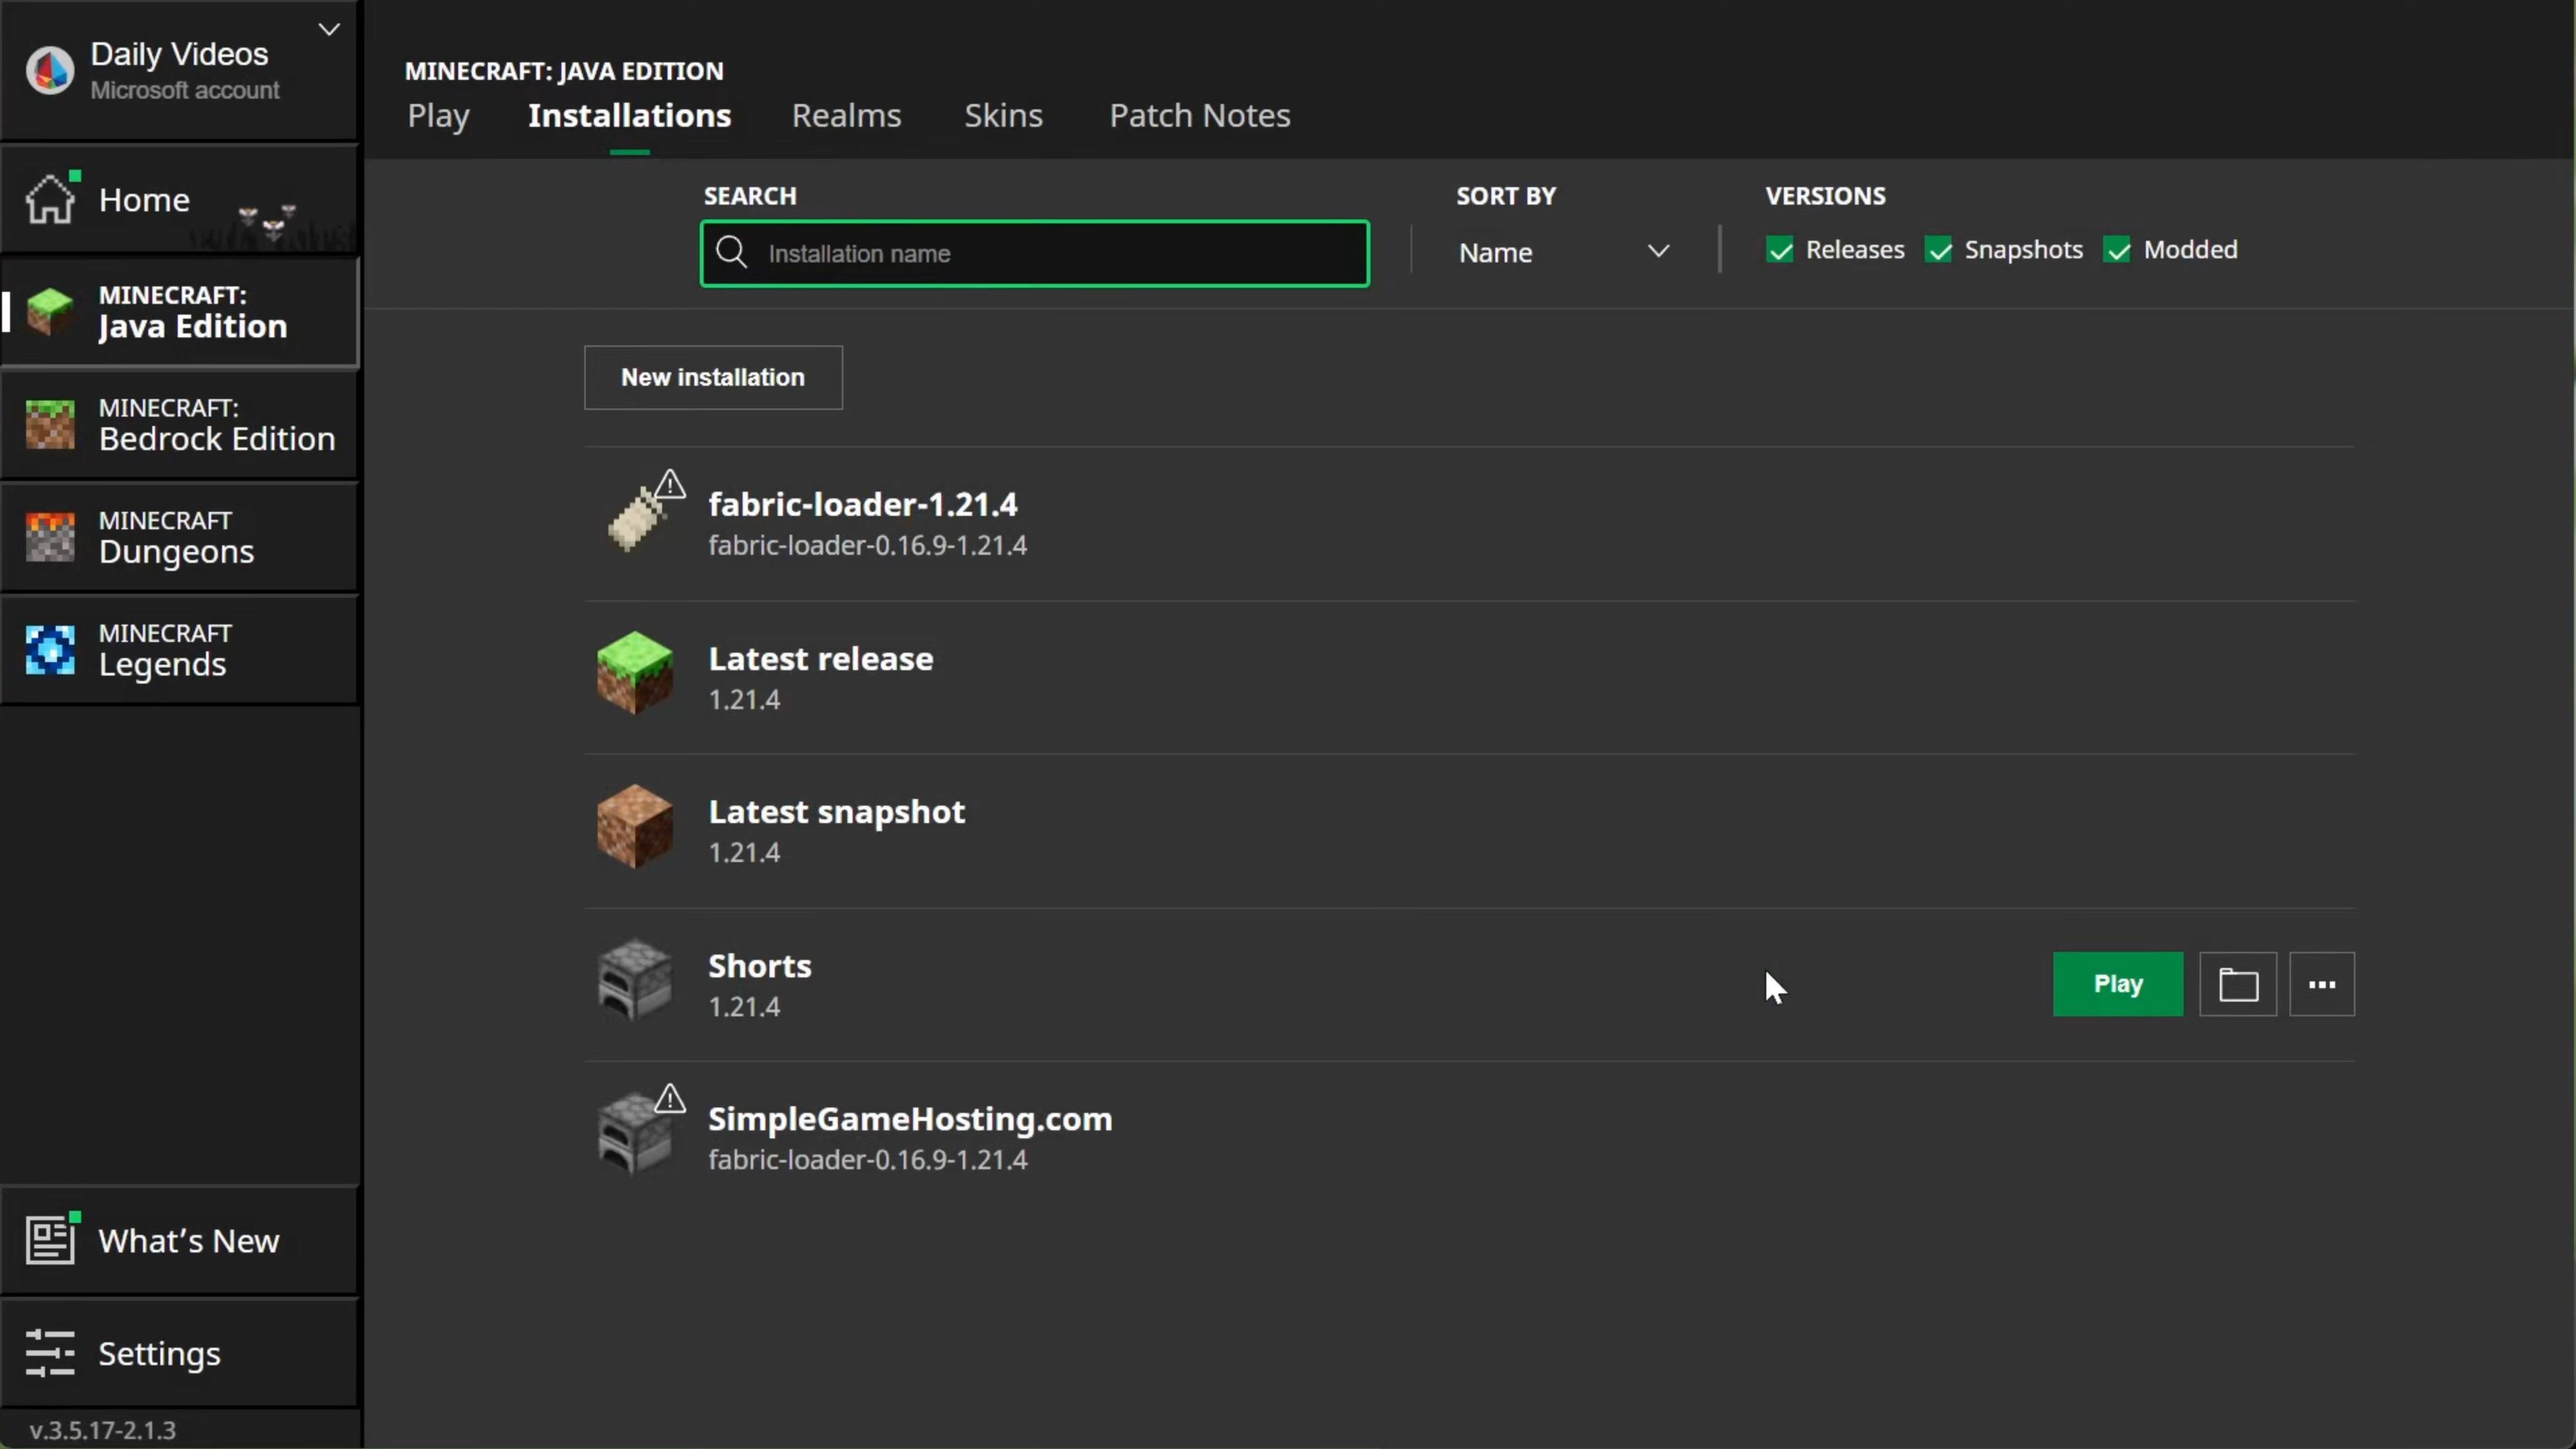 Daily Videos
Microsoft account
Home
MINECRAFT:
Java Edition
MINECRAFT:
Bedrock Edition
MINECRAFT
Dungeons
MINECRAFT
Legends
What's New
Settings
v.3.5.17-2.1.3
MINECRAFT: JAVA EDITION
Play Installations Realms Skins Patch Notes
SEARCH SORT BY VERSIONS
Installation name Name Releases Snapshots Modded
New installation
fabric-loader-1.21.4
fabric-loader-0.16.9-1.21.4
Latest release
1.21.4
Latest snapshot
1.21.4
Shorts
1.21.4
Play
SimpleGameHosting.com
fabric-loader-0.16.9-1.21.4